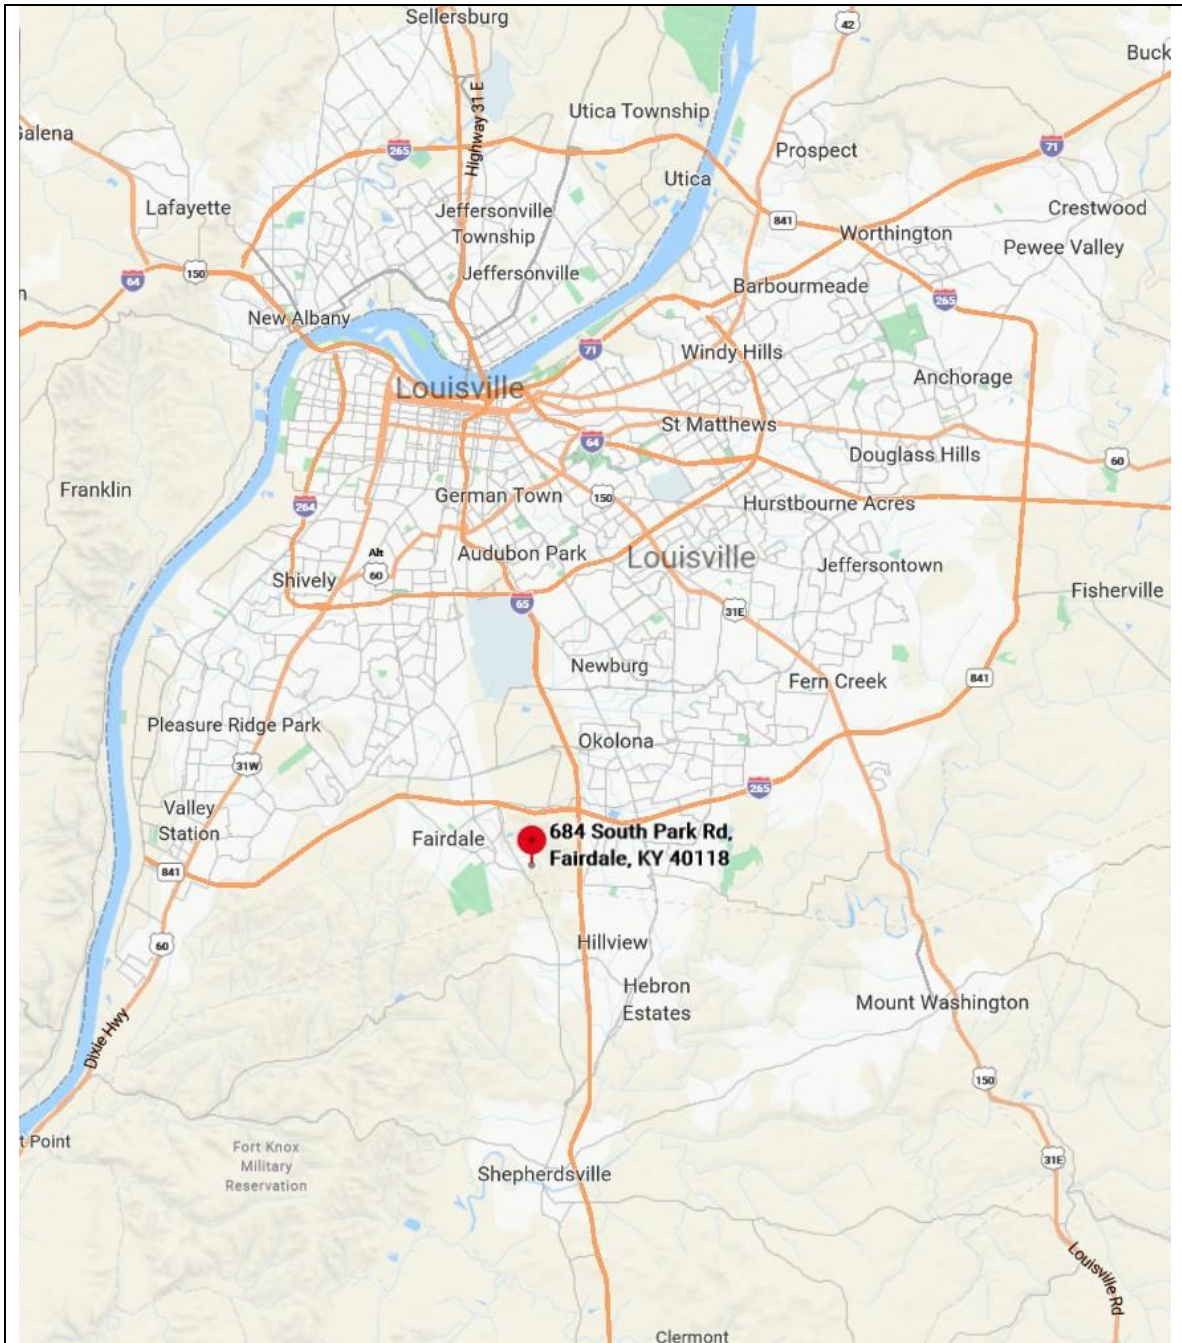 Sellersburg
42
Buck
Highway 31 E
Utica Township
Galena
265
Prospect
71
Utica
Lafayette
Jeffersonville
Township
841
Crestwood
Worthington
Pewee Valley
150
64
Jeffersonville
Barbourmeade
265
n
New Albany
71
Windy Hills
Louisville
Anchorage
St Matthews
64
Douglass Hills
60
Franklin
German Town
150
264
Hurstbourne Acres
Alt
60
Audubon Park
Louisville
Jeffersontown
Shively
65
31E
Fisherville
Newburg
Fern Creek
841
Pleasure Ridge Park
Okolona
31W
265
Valley
Station
Fairdale
684 South Park Rd,
Fairdale, KY 40118
841
60
Hillview
Hebron
Estates
Mount Washington
Dixie Hwy
150
t Point
Fort Knox
Military
Reservation
31E
Shepherdsville
Louisville Rd
Clermont